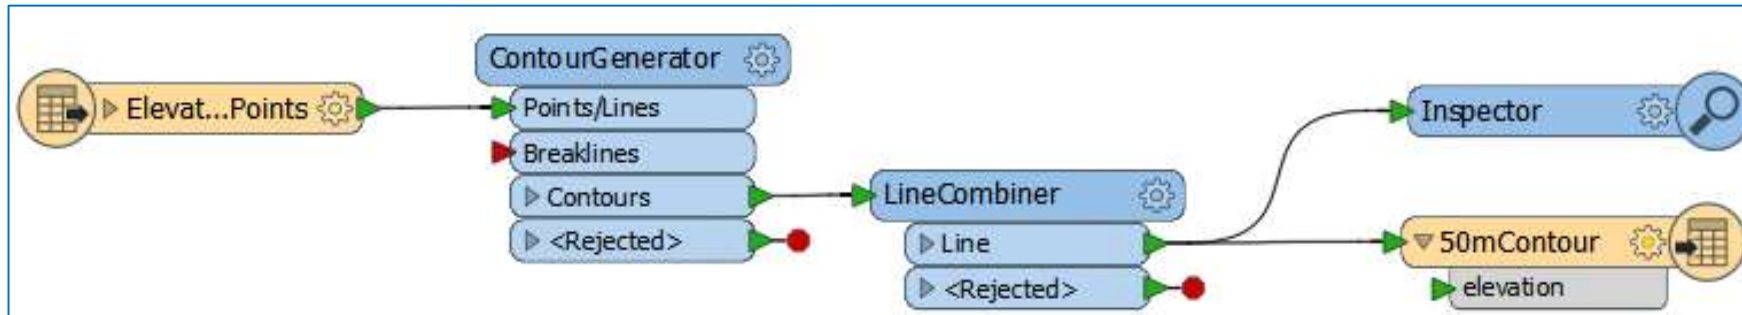 Elevat...Points
ContourGenerator
Points/Lines
Breaklines
Contours
<Rejected>
LineCombiner
Line
<Rejected>
Inspector
50mContour
elevation